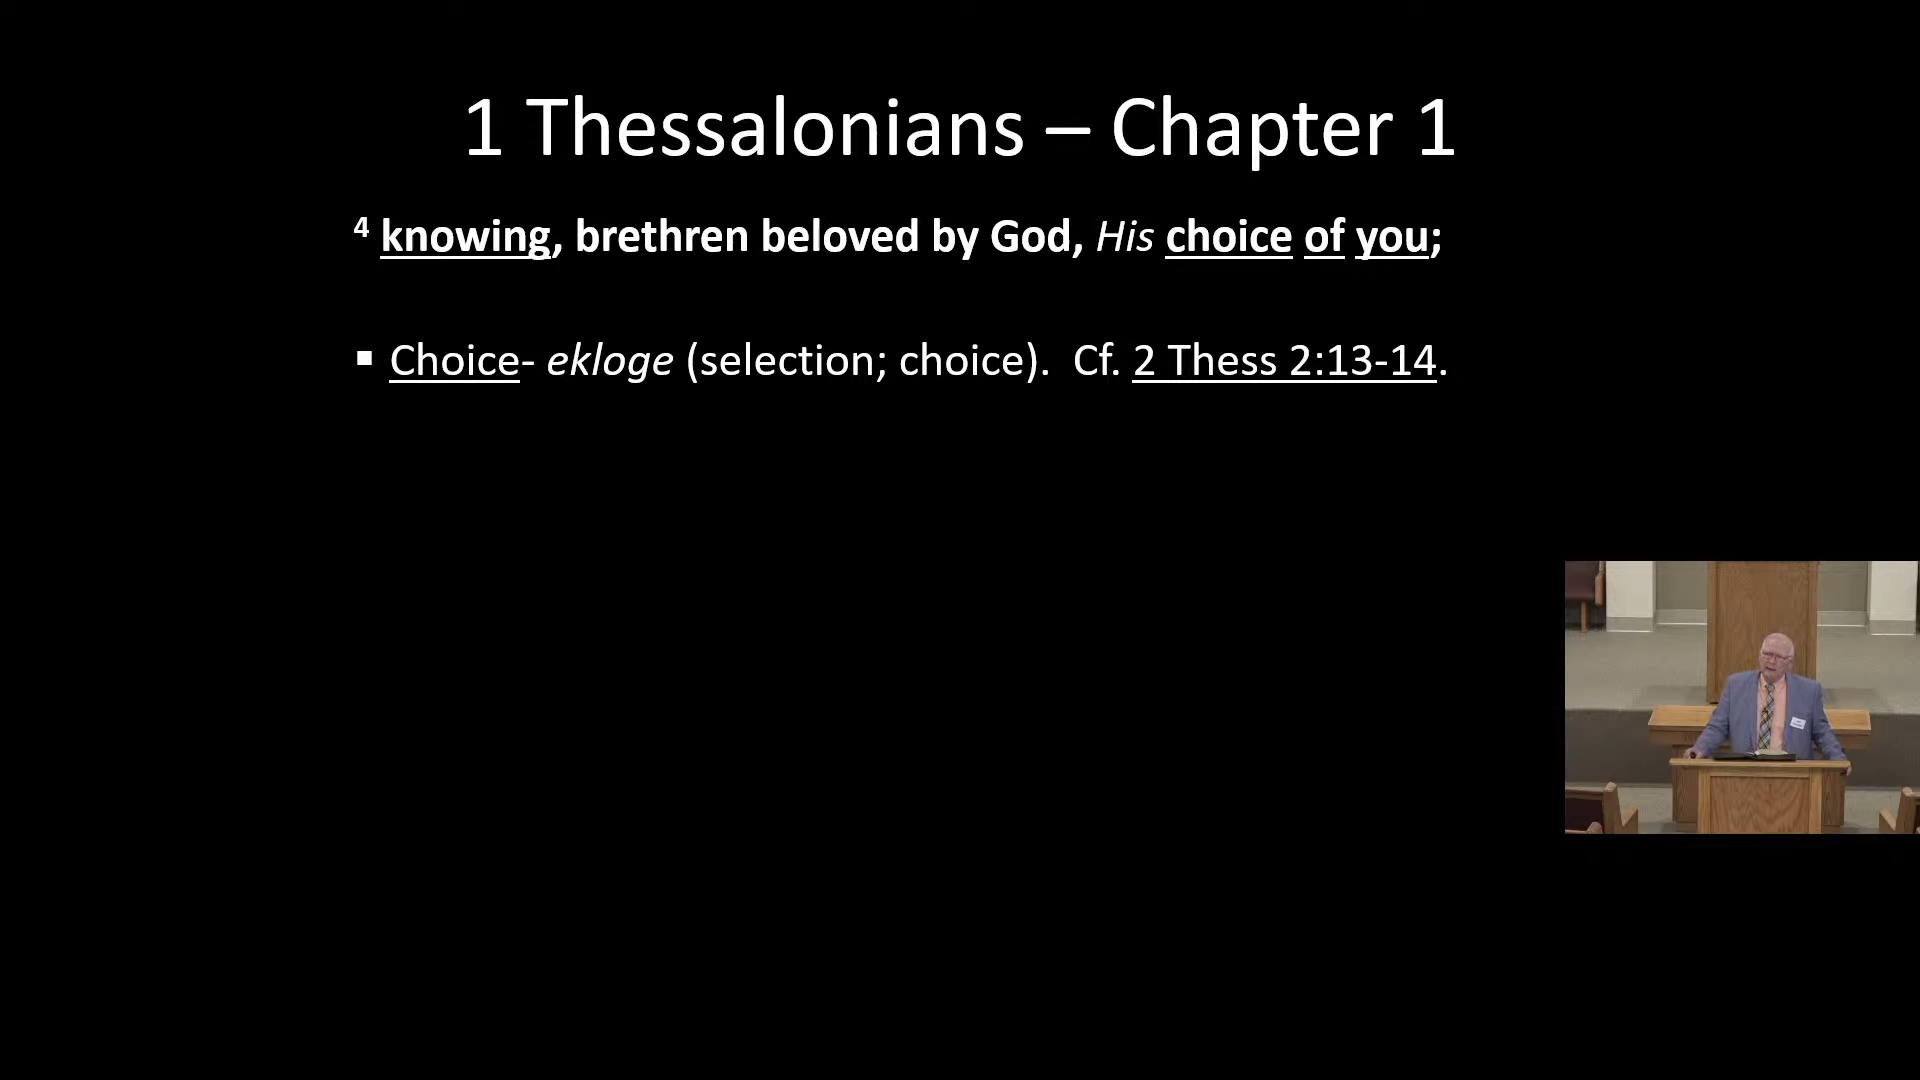 1 Thessalonians – Chapter 1
4 knowing, brethren beloved by God, His choice of you;
▪ Choice- ekloge (selection; choice). Cf. 2 Thess 2:13-14.